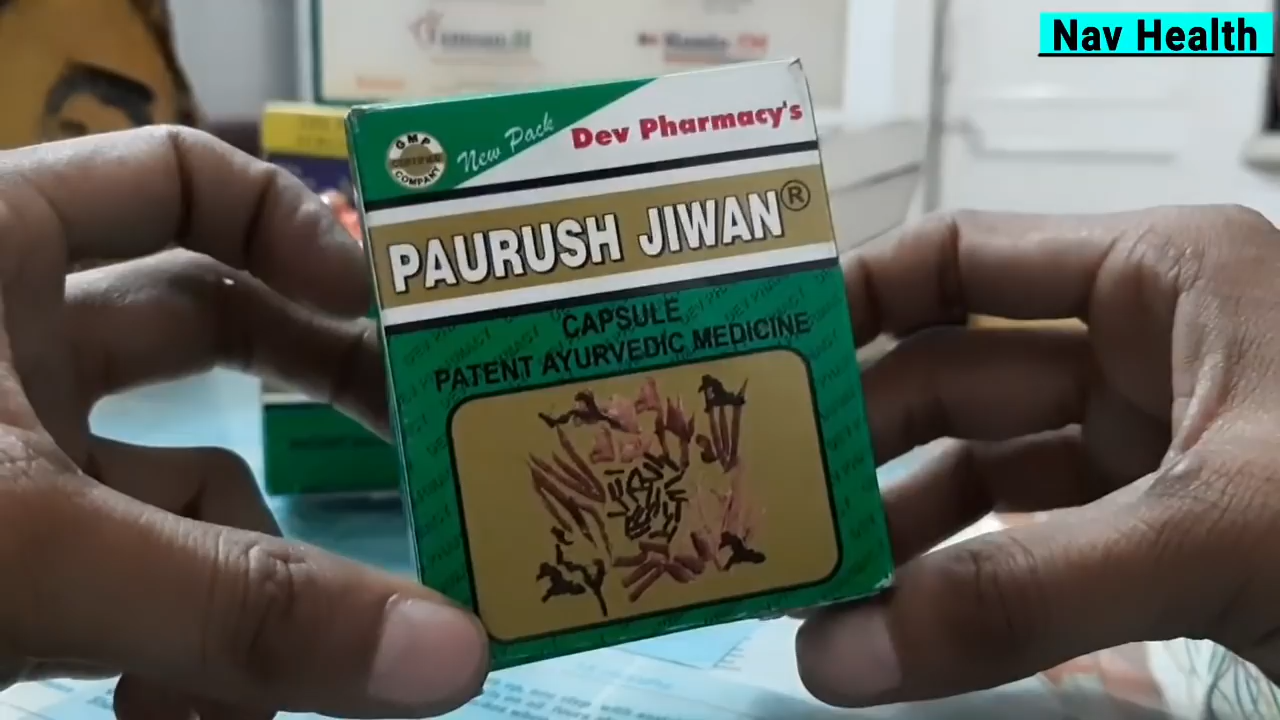 Nav Health
GMP
CERTIFIED
COMPANY
New Pack
Dev Pharmacy's
PAURUSH JIWAN®
CAPSULE
PATENT AYURVEDIC MEDICINE